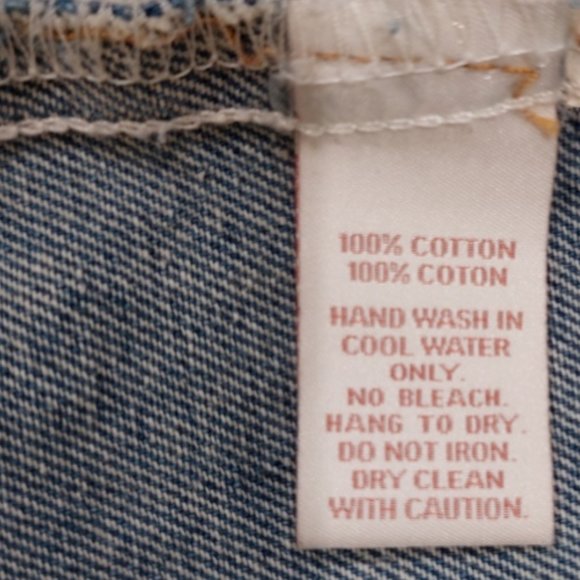 100% COTTON
100% COTON
HAND WASH IN
COOL WATER
ONLY.
NO BLEACH.
HANG TO DRY.
DO NOT IRON.
DRY CLEAN
WITH CAUTION.